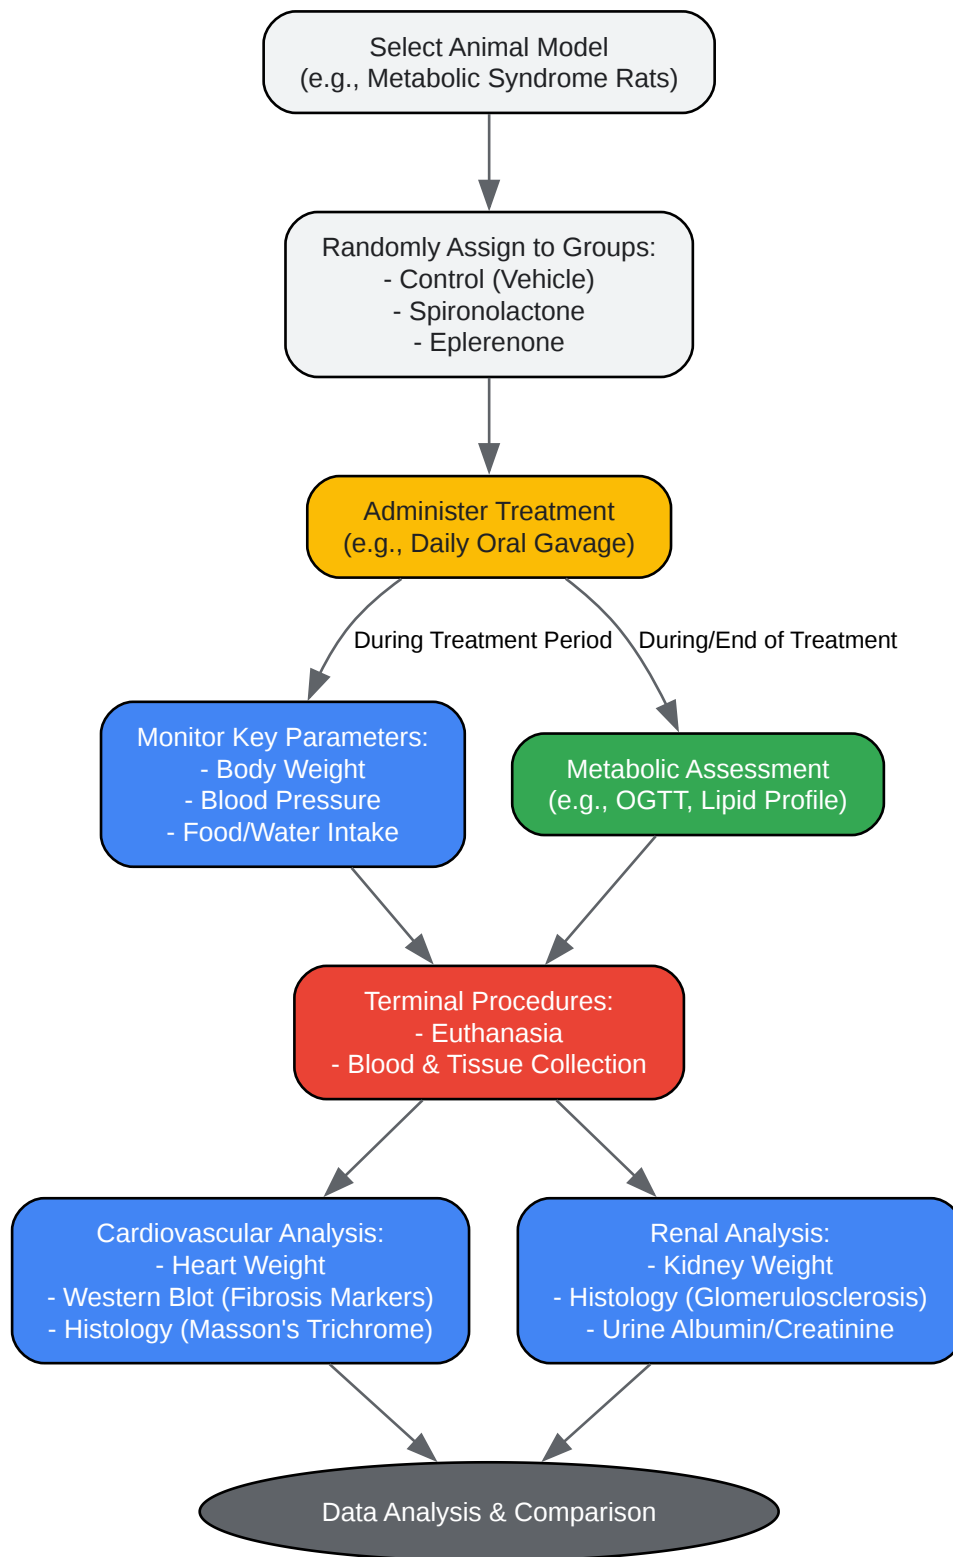 Select Animal Model
(e.g., Metabolic Syndrome Rats)
Randomly Assign to Groups:
- Control (Vehicle)
- Spironolactone
- Eplerenone
Administer Treatment
(e.g., Daily Oral Gavage)
During Treatment Period
During/End of Treatment
Monitor Key Parameters:
- Body Weight
- Blood Pressure
- Food/Water Intake
Metabolic Assessment
(e.g., OGTT, Lipid Profile)
Terminal Procedures:
- Euthanasia
- Blood & Tissue Collection
Cardiovascular Analysis:
- Heart Weight
- Western Blot (Fibrosis Markers)
- Histology (Masson's Trichrome)
Renal Analysis:
- Kidney Weight
- Histology (Glomerulosclerosis)
- Urine Albumin/Creatinine
Data Analysis & Comparison